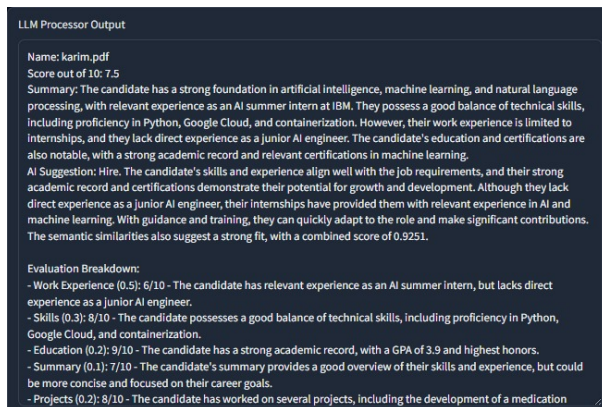 LLM Processor Output
Name: karim.pdf
Score out of 10: 7.5
Summary: The candidate has a strong foundation in artificial intelligence, machine learning, and natural language
processing, with relevant experience as an AI summer intern at IBM. They possess a good balance of technical skills,
including proficiency in Python, Google Cloud, and containerization. However, their work experience is limited to
internships, and they lack direct experience as a junior AI engineer. The candidate's education and certifications are
also notable, with a strong academic record and relevant certifications in machine learning.
AI Suggestion: Hire. The candidate's skills and experience align well with the job requirements, and their strong
academic record and certifications demonstrate their potential for growth and development. Although they lack
direct experience as a junior AI engineer, their internships have provided them with relevant experience in AI and
machine learning. With guidance and training, they can quickly adapt to the role and make significant contributions.
The semantic similarities also suggest a strong fit, with a combined score of 0.9251.
Evaluation Breakdown:
- Work Experience (0.5): 6/10 - The candidate has relevant experience as an AI summer intern, but lacks direct
experience as a junior AI engineer.
- Skills (0.3): 8/10 - The candidate possesses a good balance of technical skills, including proficiency in Python,
Google Cloud, and containerization.
- Education (0.2): 9/10 - The candidate has a strong academic record, with a GPA of 3.9 and highest honors.
- Summary (0.1): 7/10 - The candidate's summary provides a good overview of their skills and experience, but could
be more concise and focused on their career goals.
- Projects (0.2): 8/10 - The candidate has worked on several projects, including the development of a medication